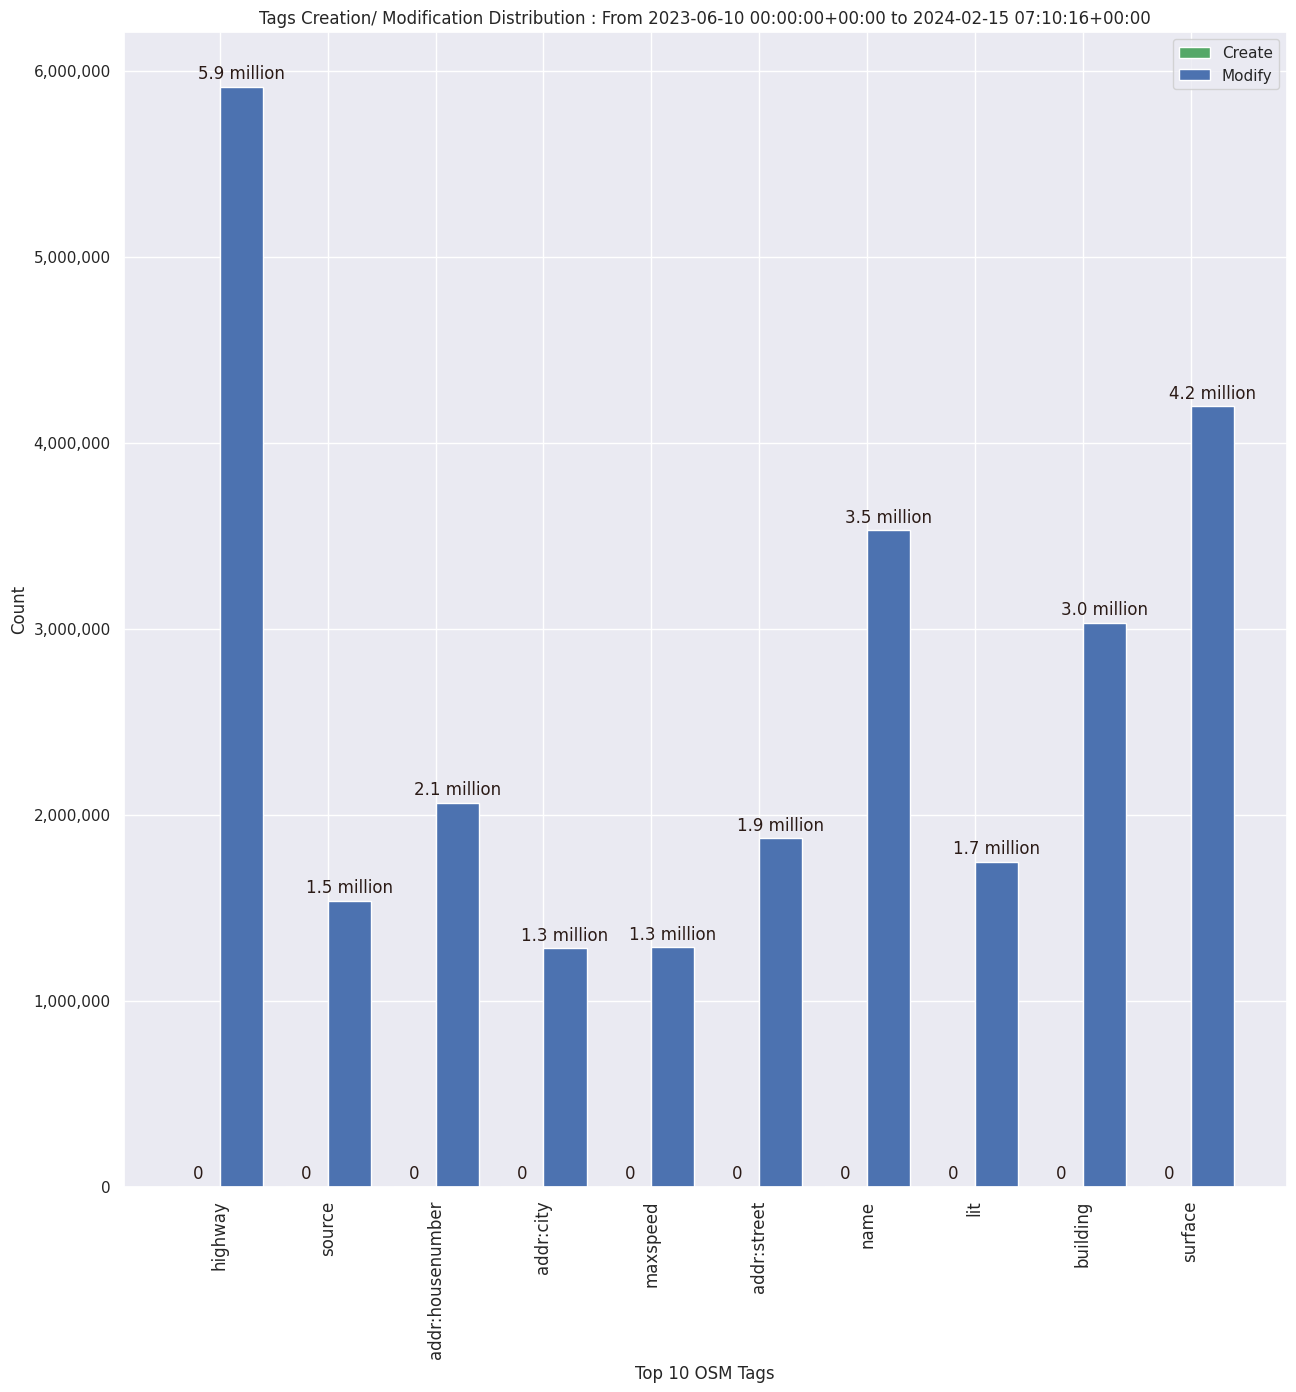 Tags Creation/ Modification Distribution : From 2023-06-10 00:00:00+00:00 to 2024-02-15 07:10:16+00:00
Create
Modify
6,000,000
5,000,000
4,000,000
3,000,000
2,000,000
1,000,000
0
Count
5.9 million
1.5 million
2.1 million
1.3 million
1.3 million
1.9 million
3.5 million
1.7 million
3.0 million
4.2 million
0
0
0
0
0
0
0
0
0
0
highway
source
addr:housenumber
addr:city
maxspeed
addr:street
name
lit
building
surface
Top 10 OSM Tags